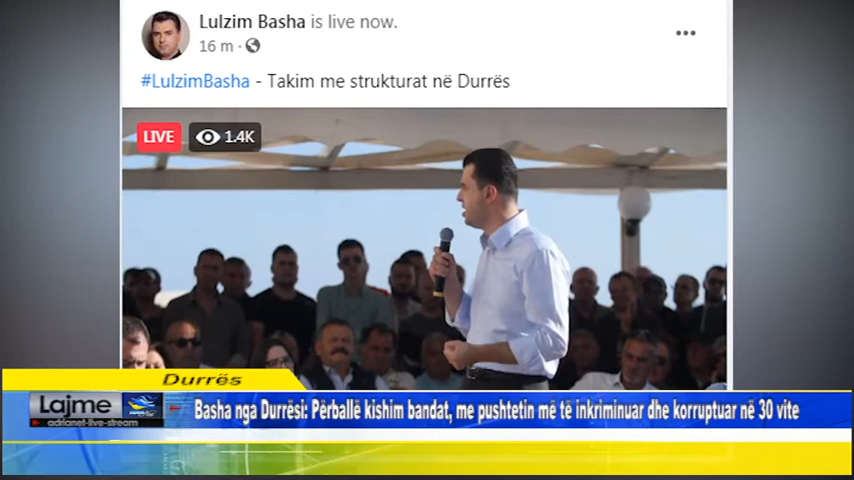 Lulzim Basha is live now.
16 m
#LulzimBasha - Takim me strukturat në Durrës
LIVE 1.4K
Durrës
Lajme
adrianet-live-stream
Basha nga Durrësi: Përballë kishim bandat, me pushtetin më të inkriminuar dhe korruptuar në 30 vite